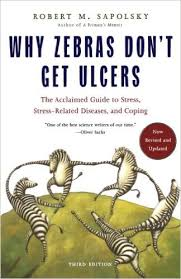 ROBERT M. SAPOLSKY
Author of A Primate's Memoir
WHY ZEBRAS DON'T
GET ULCERS
The Acclaimed Guide to Stress,
Stress-Related Diseases, and Coping
"One of the best science writers of our time."
—Oliver Sacks
Now
Revised and
Updated
THIRD EDITION